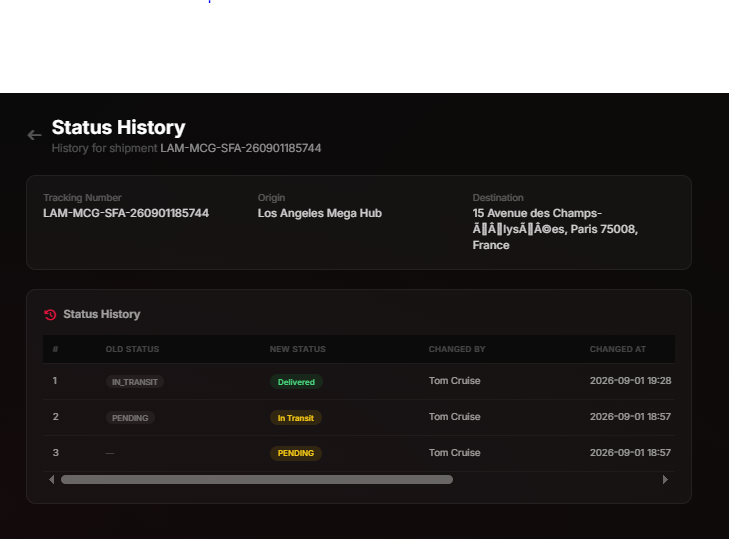 Status History
History for shipment LAM-MCG-SFA-260901185744
Tracking Number
LAM-MCG-SFA-260901185744
Origin
Los Angeles Mega Hub
Destination
15 Avenue des Champs-
Ã‖Â‖lysÃ‖Â©es, Paris 75008,
France
Status History
# OLD STATUS NEW STATUS CHANGED BY CHANGED AT
1 IN_TRANSIT Delivered Tom Cruise 2026-09-01 19:28
2 PENDING In Transit Tom Cruise 2026-09-01 18:57
3 — PENDING Tom Cruise 2026-09-01 18:57